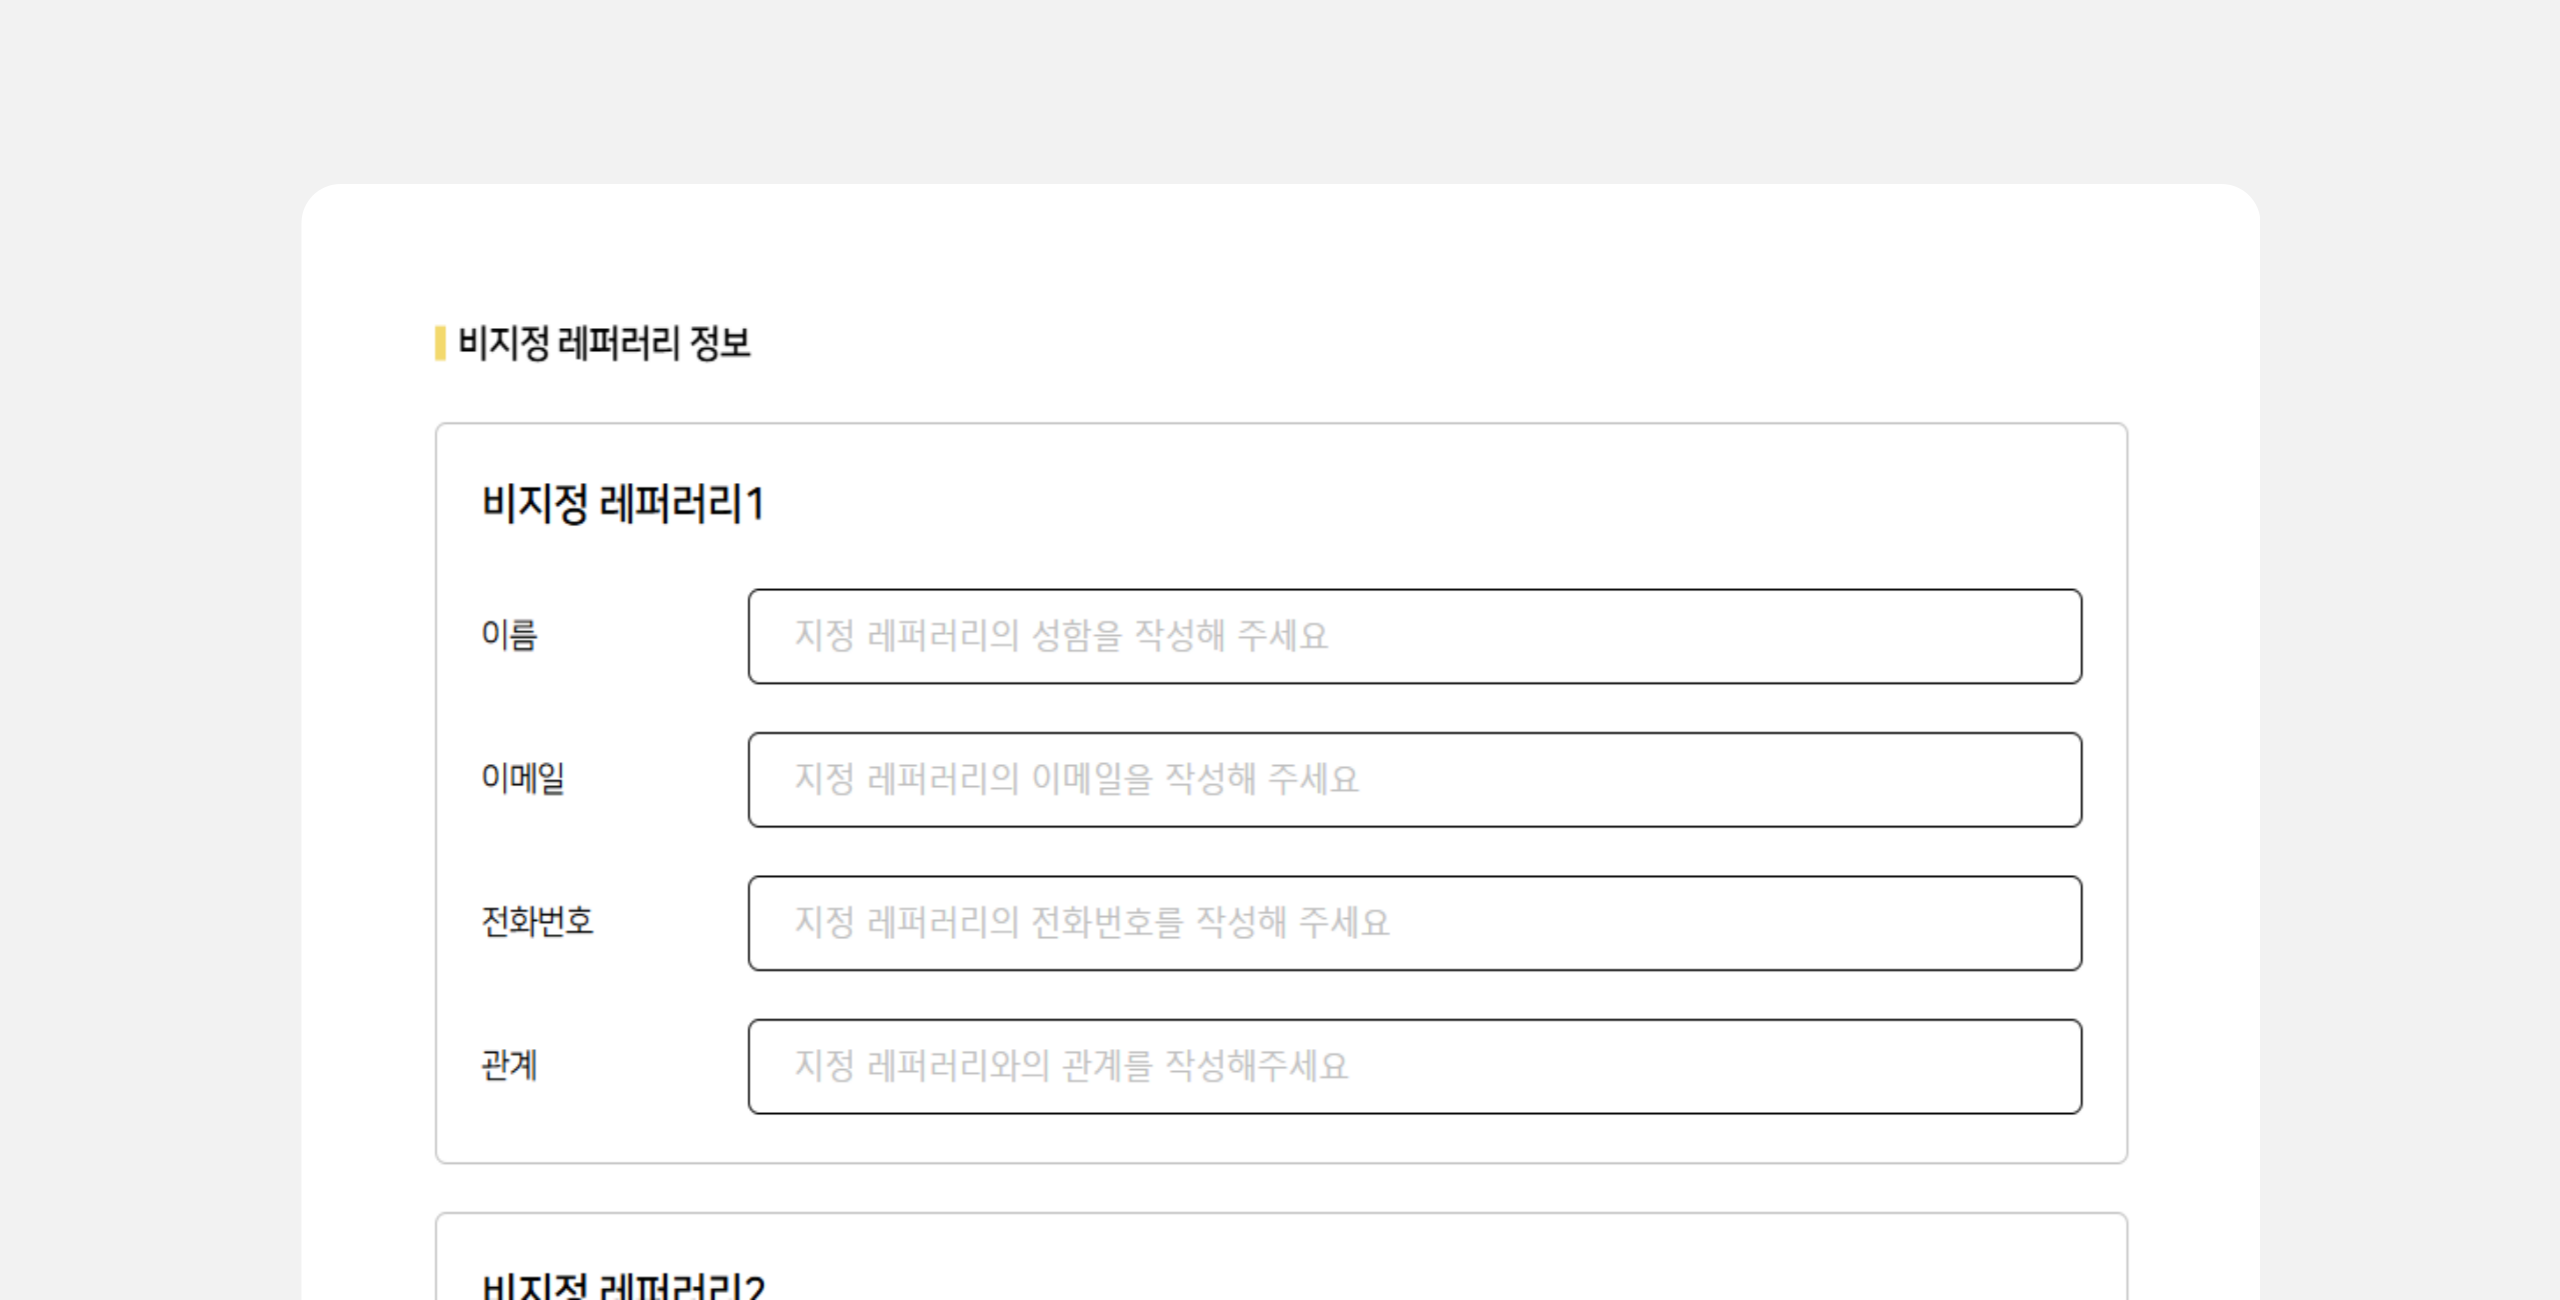 비지정 레퍼러리 정보
비지정 레퍼러리1
이름
지정 레퍼러리의 성함을 작성해 주세요
이메일
지정 레퍼러리의 이메일을 작성해 주세요
전화번호
지정 레퍼러리의 전화번호를 작성해 주세요
관계
지정 레퍼러리와의 관계를 작성해주세요
비지정 레퍼러리2